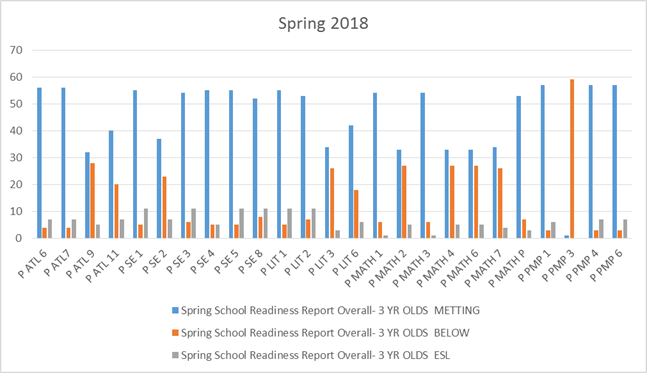 Spring 2018
70
60
50
40
30
20
10
0
P ATL 6
P ATL7
P ATL 9
P ATL 11
P SE 1
P SE 2
P SE 3
P SE 4
P SE 5
P SE 8
P LIT 1
P LIT 2
P LIT 3
P LIT 6
P MATH 1
P MATH 2
P MATH 3
P MATH 4
P MATH 6
P MATH 7
P MATH P
P PMP 1
P PMP 3
P PMP 4
P PMP 6
Spring School Readiness Report Overall- 3 YR OLDS METTING
Spring School Readiness Report Overall- 3 YR OLDS BELOW
Spring School Readiness Report Overall- 3 YR OLDS ESL